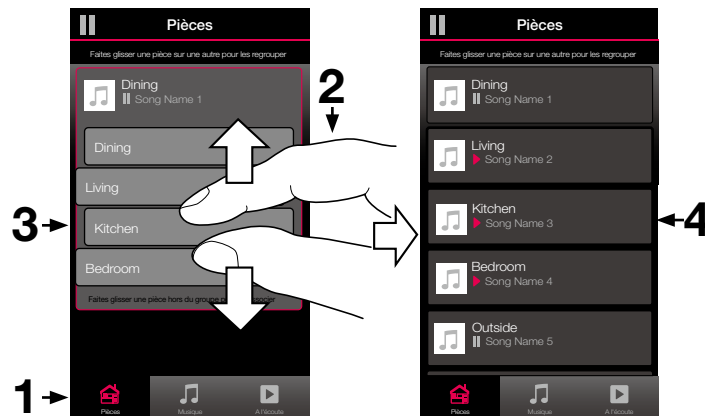 Pièces
Faites glisser une pièce sur une autre pour les regrouper
Dining
Song Name 1
Dining
Living
Kitchen
Bedroom
Faites glisser une pièce hors du groupe
Pièces
Musique
A l'écoute
1
2
3
Pièces
Faites glisser une pièce sur une autre pour les regrouper
Dining
Song Name 1
Living
Song Name 2
Kitchen
Song Name 3
Bedroom
Song Name 4
Outside
Song Name 5
Pièces
Musique
A l'écoute
4